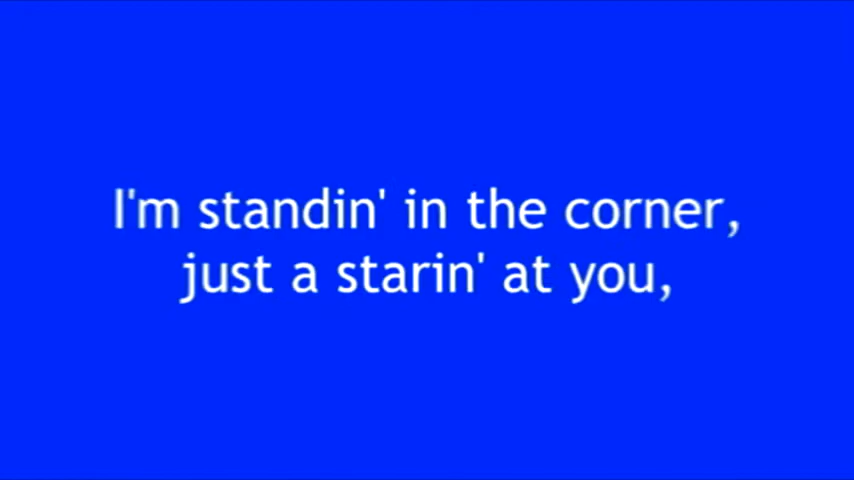 I'm standin' in the corner,
just a starin' at you,